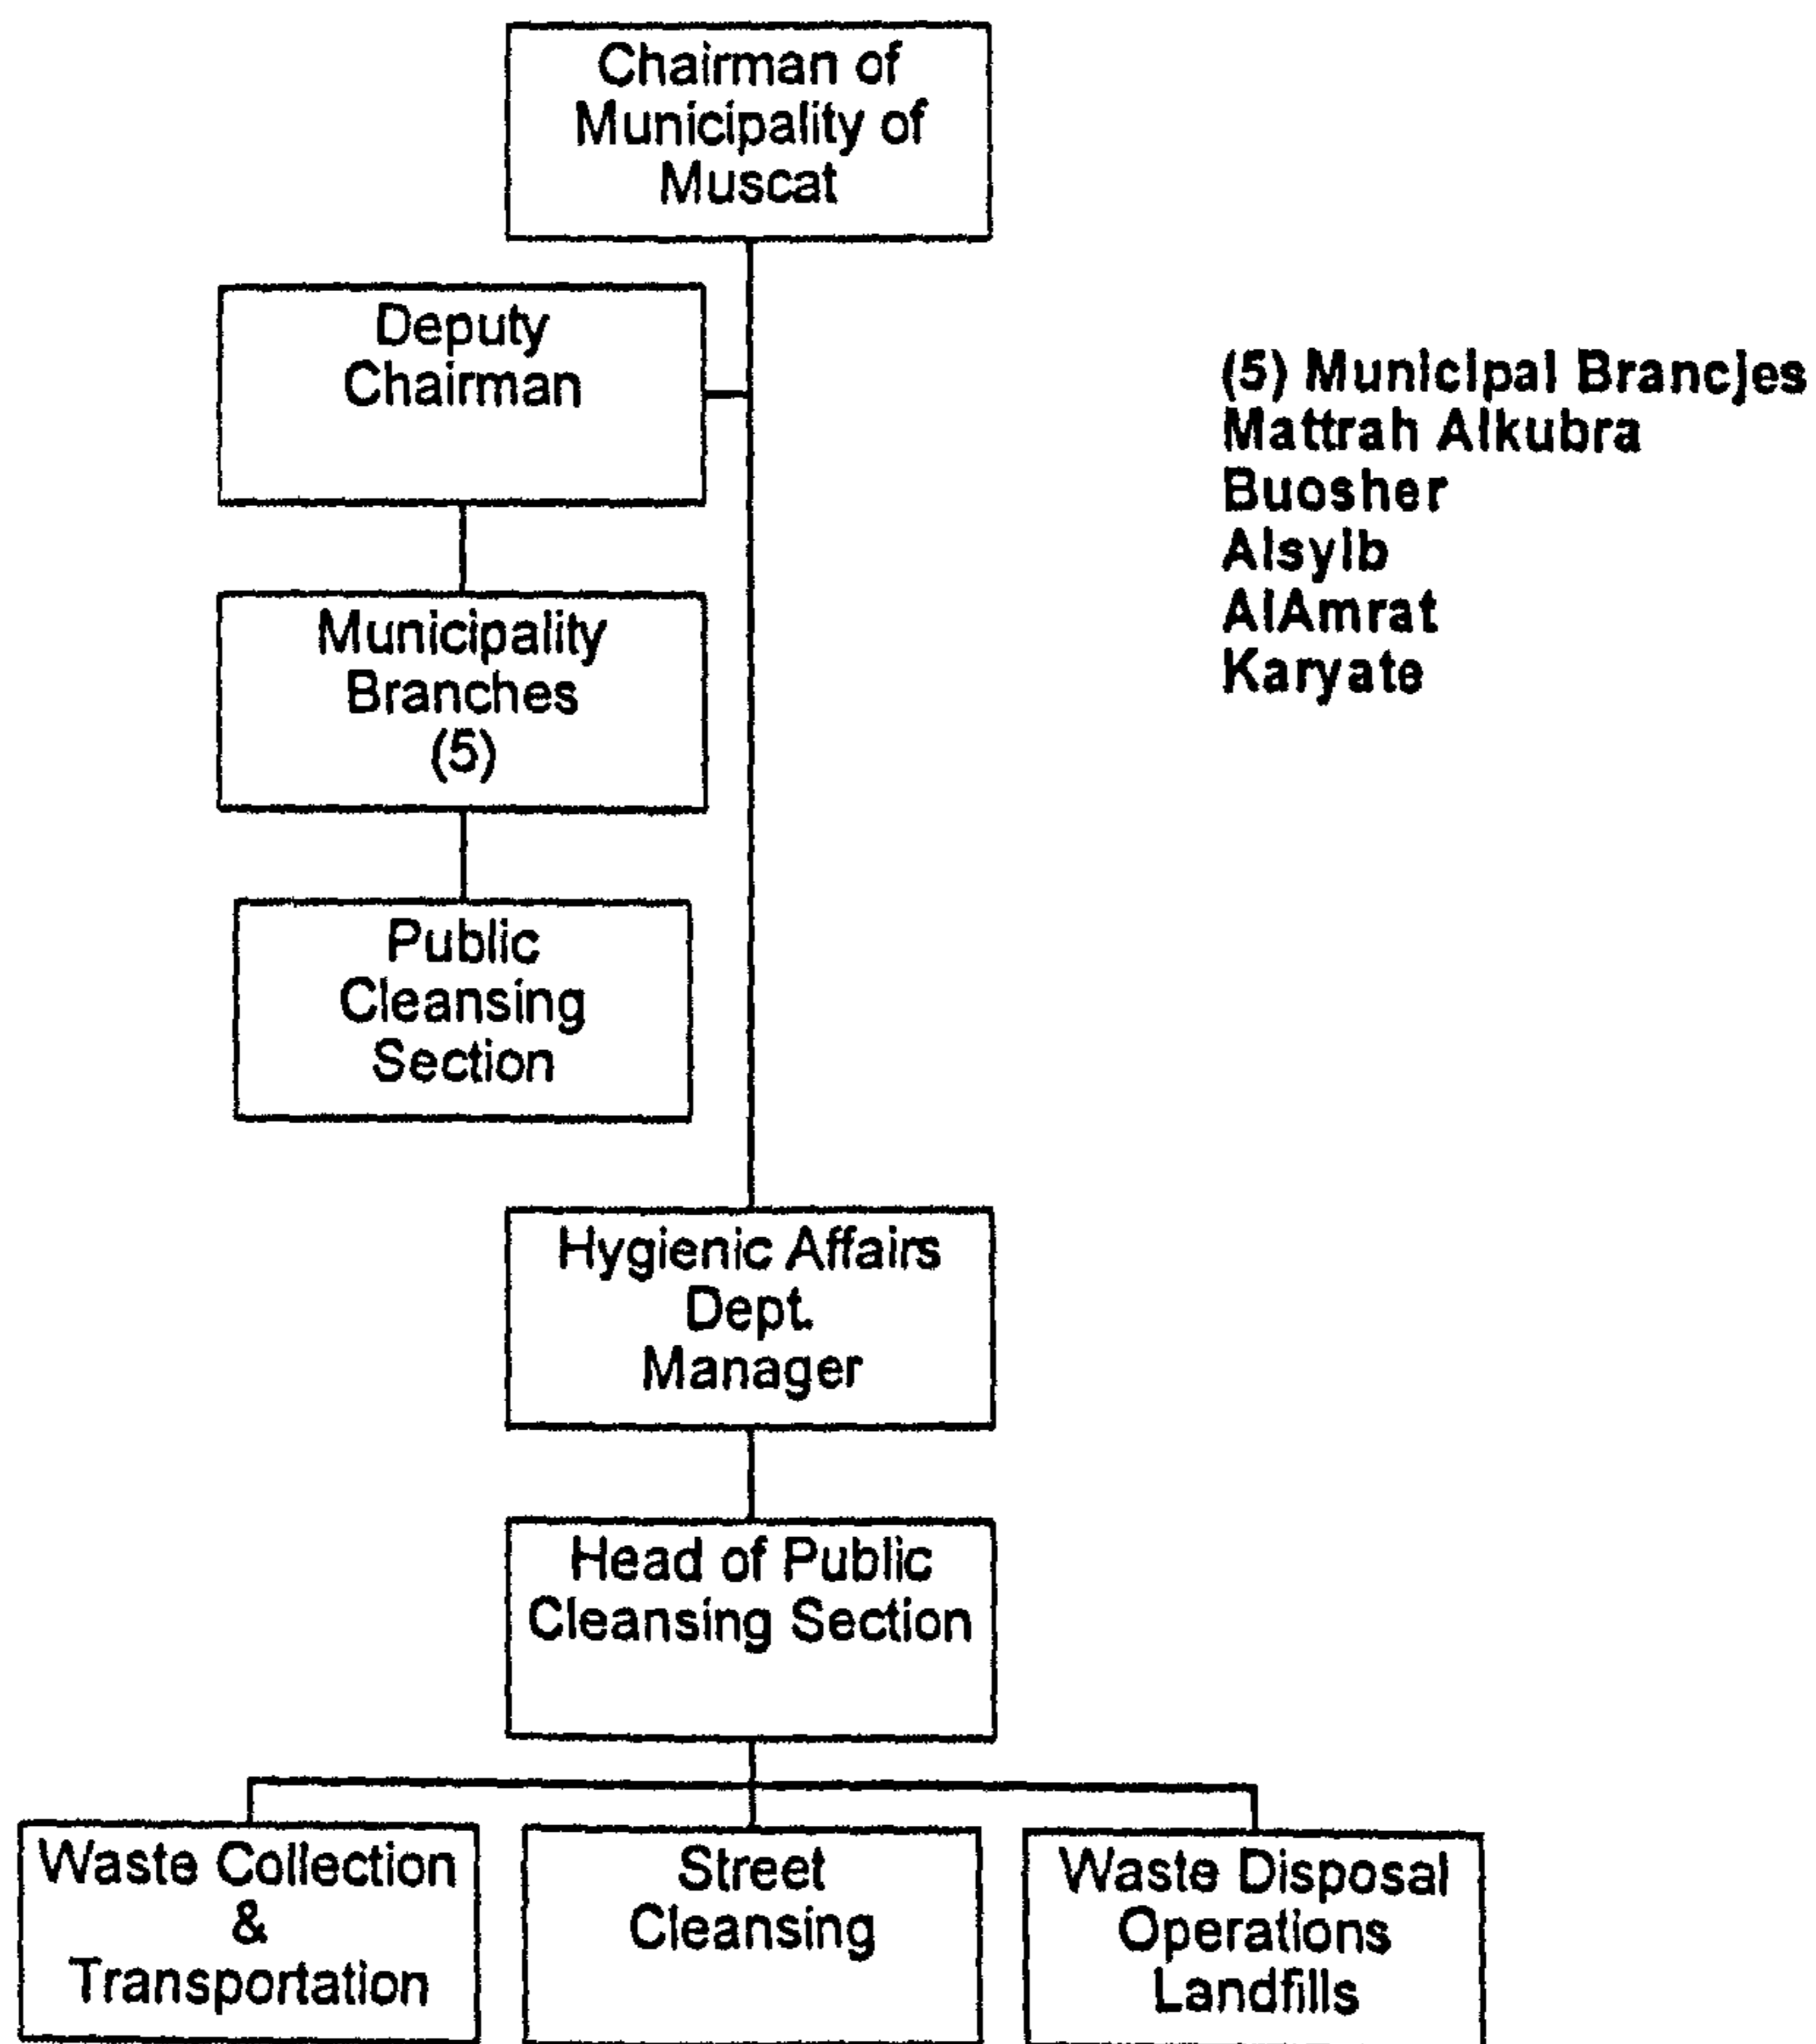 Chairman of
Municipality of
Muscat
Deputy
Chairman
(5) Municipal Brancjes
Mattrah Alkubra
Buosher
Alsyib
AlAmrat
Karyate
Municipality
Branches
(5)
Public
Cleansing
Section
Hygienic Affairs
Dept.
Manager
Head of Public
Cleansing Section
Waste Collection
&
Transportation
Street
Cleansing
Waste Disposal
Operations
Landfills